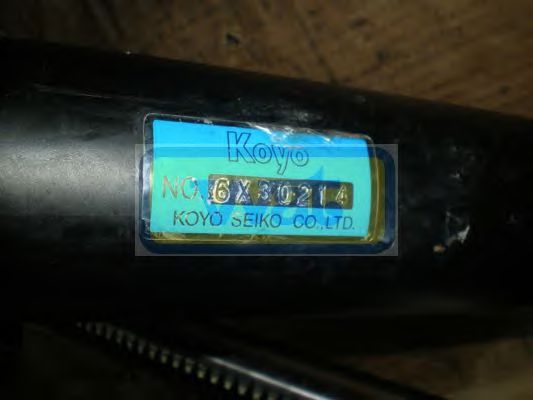 Koyo
NO. 6X30214
KOYO SEIKO CO.,LTD.